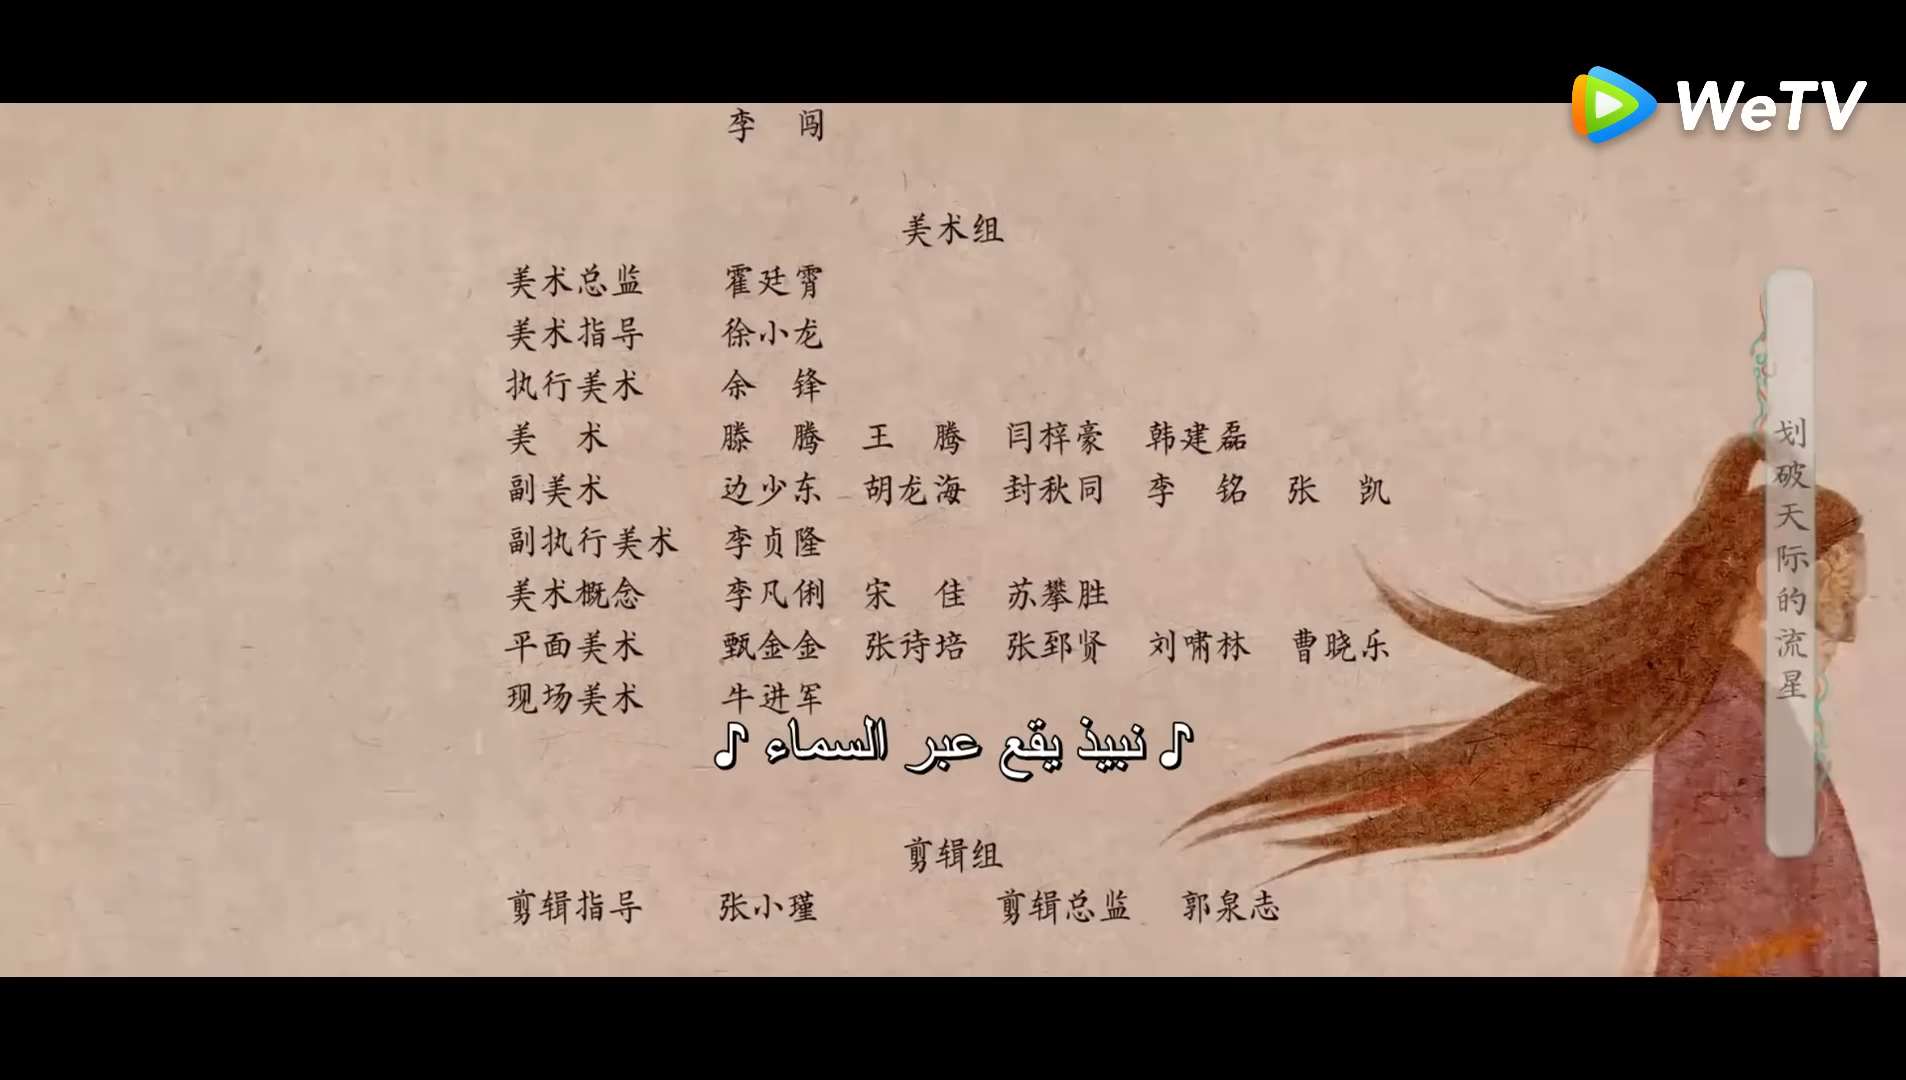 WeTV
李 闯
美术组
美术总监 霍廷霄
美术指导 徐小龙
执行美术 余 锋
美 术 滕 腾 王 腾 闫梓豪 韩建磊
副美术 边少东 胡龙海 封秋同 李 铭 张 凯
副执行美术 李贞隆
美术概念 李凡俐 宋 佳 苏攀胜
平面美术 甄金金 张诗培 张郅贤 刘啸林 曹晓乐
现场美术 牛进军
♪ نبيذ يقع عبر السماء ♪
剪辑组
剪辑指导 张小瑾 剪辑总监 郭泉志
划破天际的流星